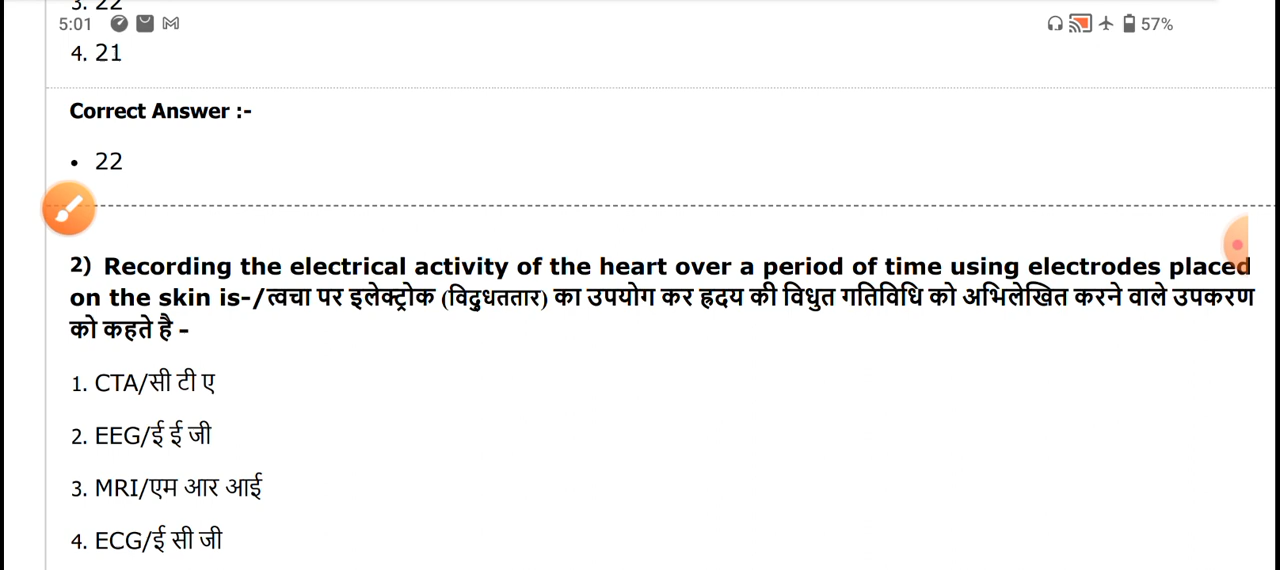 3. 22
5:01 57%
4. 21
Correct Answer :-
• 22
2) Recording the electrical activity of the heart over a period of time using electrodes placed
on the skin is-/त्वचा पर इलेक्ट्रोक (विद्युधततार) का उपयोग कर ह्रदय की विधुत गतिविधि को अभिलेखित करने वाले उपकरण
को कहते है -
1. CTA/सी टी ए
2. EEG/ई ई जी
3. MRI/एम आर आई
4. ECG/ई सी जी